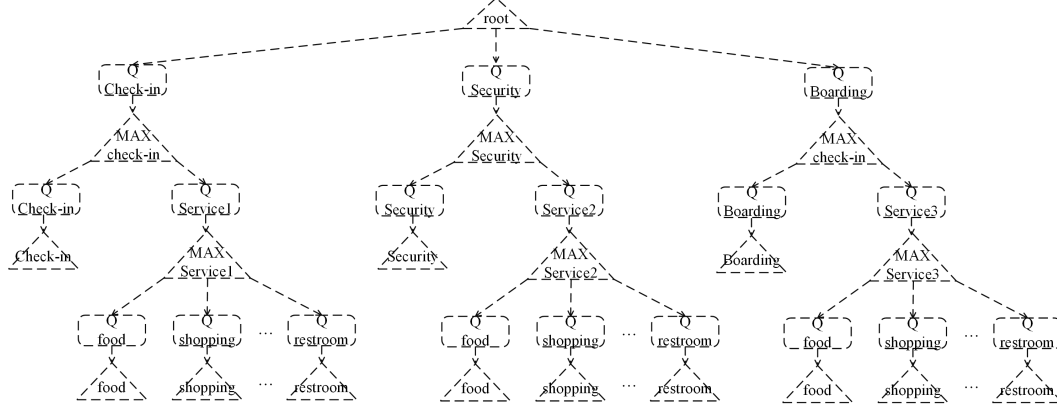 root
Q Q Q
Check-in Security Boarding
MAX MAX MAX
check-in Security check-in
Q Q Q Q Q Q
Check-in Service1 Security Service2 Boarding Service3
MAX MAX MAX
Check-in Service1 Security Service2 Boarding Service3
Q Q Q Q Q Q Q Q Q
food shopping ... restroom food shopping ... restroom food shopping ... restroom
food shopping ... restroom food shopping ... restroom food shopping ... restroom